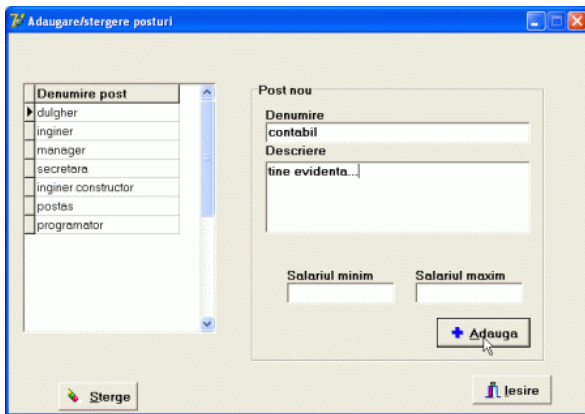 Adaugare/stergere posturi
Denumire post
dulgher
inginer
manager
secretara
inginer constructor
postas
programator
Post nou
Denumire
contabil
Descriere
tine evidenta...
Salariul minim
Salariul maxim
Adauga
Sterge
Iesire